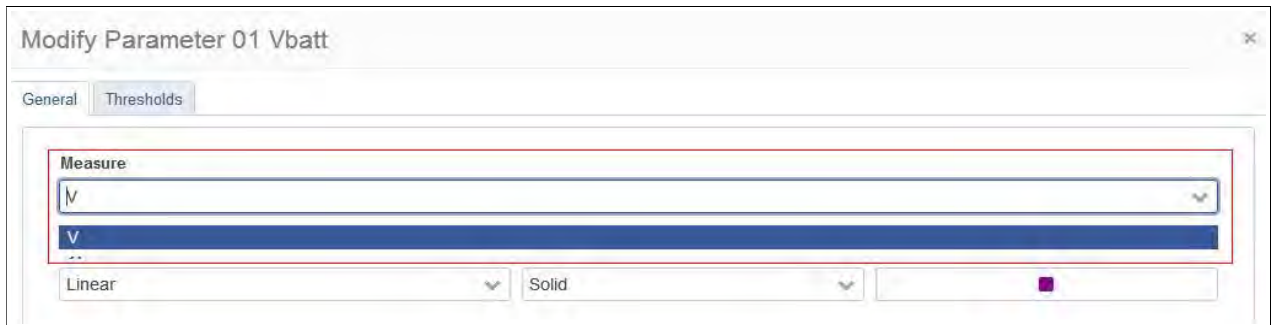 Modify Parameter 01 Vbatt
General Thresholds
Measure
V
V
Linear Solid